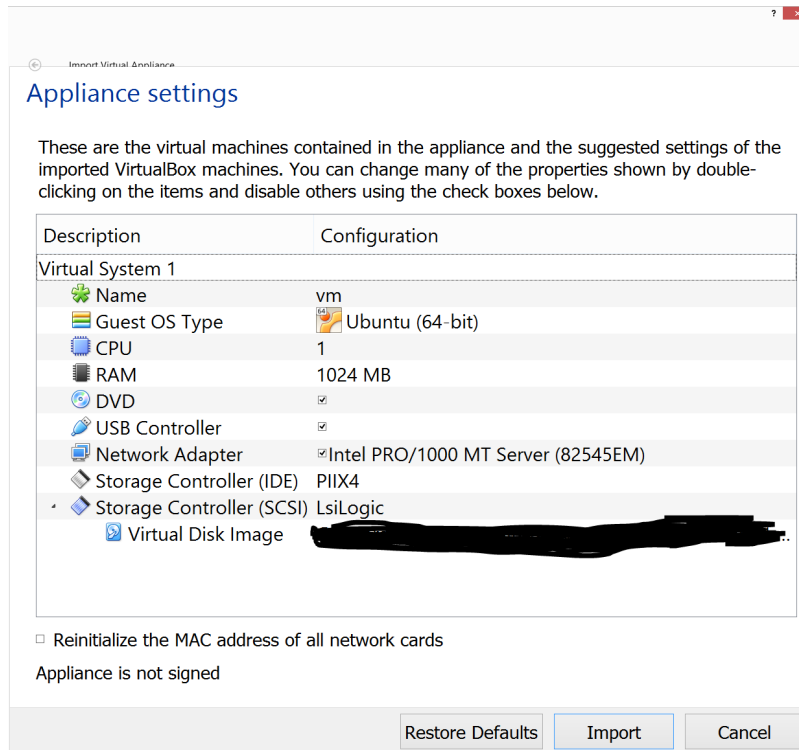 ?
Import Virtual Appliance
Appliance settings
These are the virtual machines contained in the appliance and the suggested settings of the
imported VirtualBox machines. You can change many of the properties shown by double-
clicking on the items and disable others using the check boxes below.
Description Configuration
Virtual System 1
Name vm
Guest OS Type 64 Ubuntu (64-bit)
CPU 1
RAM 1024 MB
DVD
USB Controller
Network Adapter Intel PRO/1000 MT Server (82545EM)
Storage Controller (IDE) PIIX4
Storage Controller (SCSI) LsiLogic
Virtual Disk Image
Reinitialize the MAC address of all network cards
Appliance is not signed
Restore Defaults Import Cancel